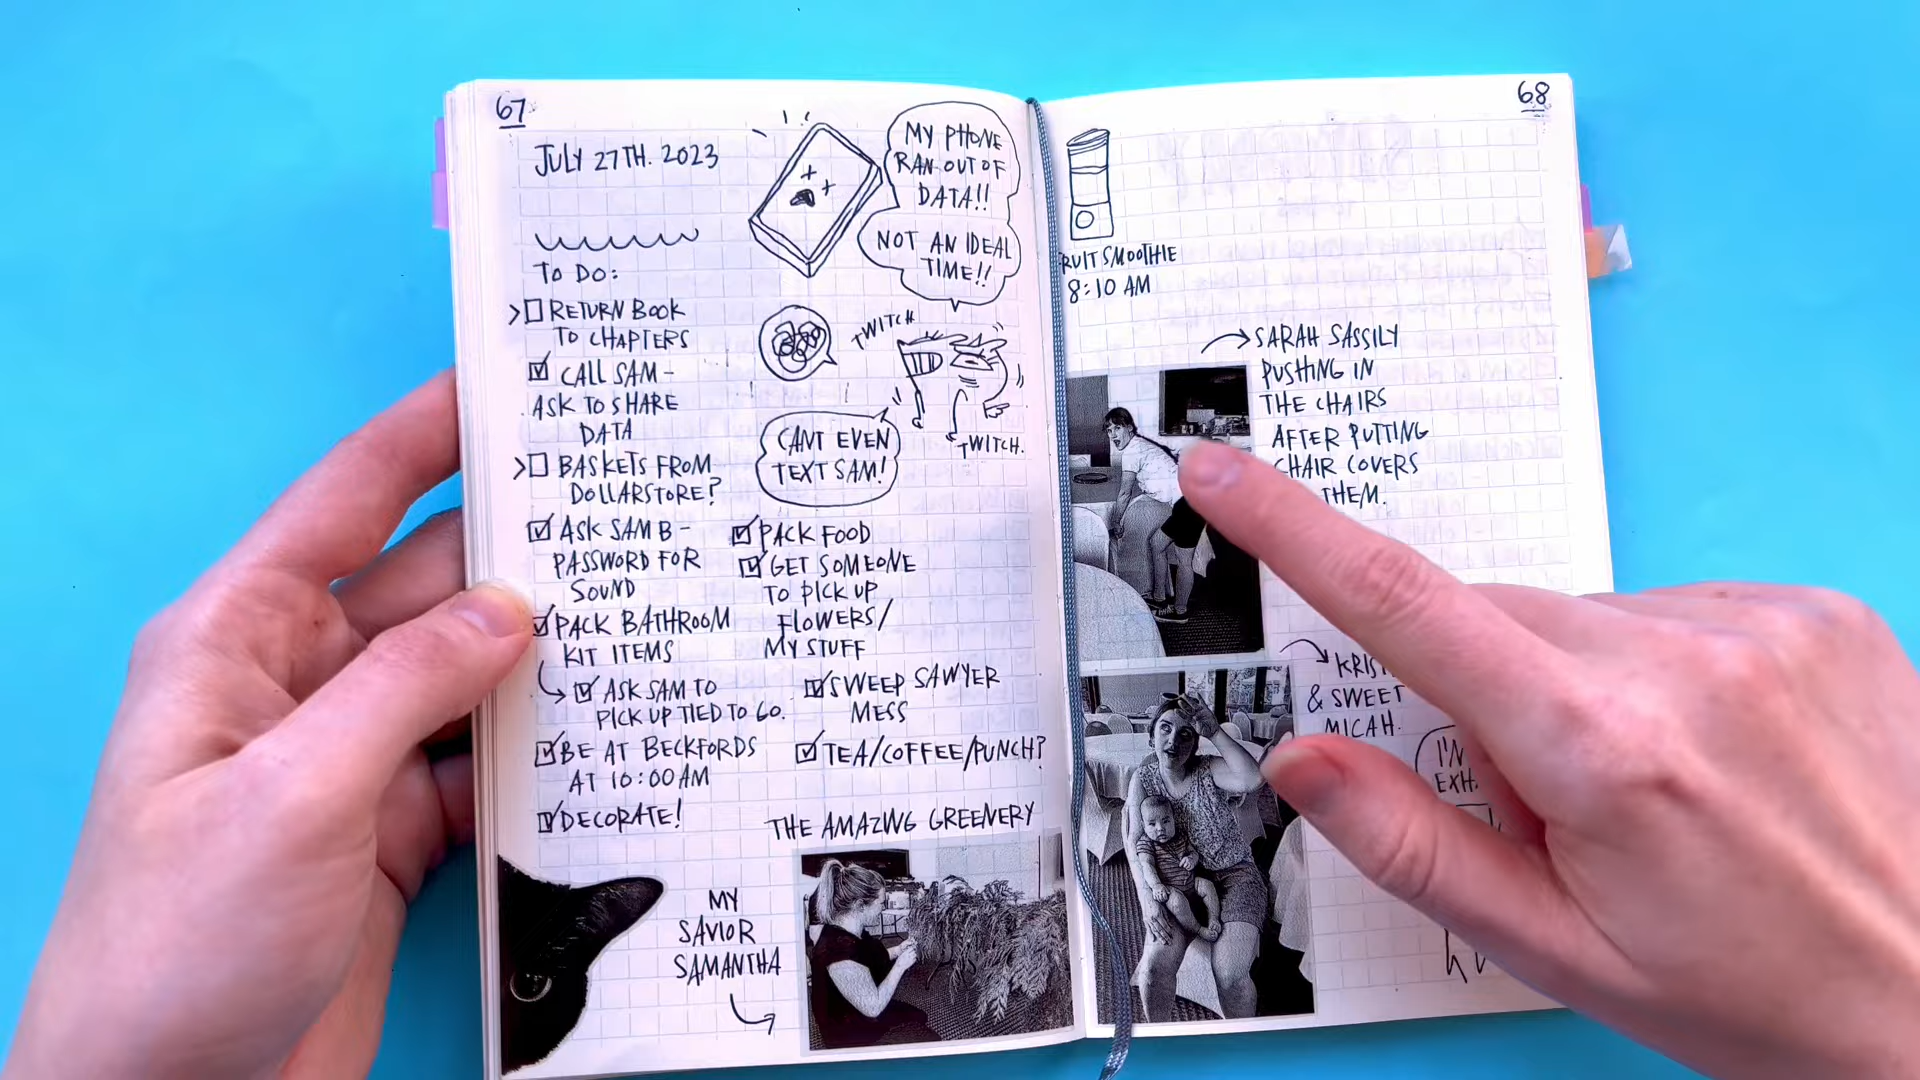 67
JULY 27TH. 2023
TO DO:
RETURN BOOK
TO CHAPTERS
CALL SAM -
ASK TO SHARE
DATA
BASKETS FROM
DOLLARSTORE?
ASK SAM B -
PASSWORD FOR
SOUND
PACK BATHROOM
KIT ITEMS
ASK SAM TO
PICK UP TIED TO GO.
BE AT BECKFORDS
AT 10:00 AM
DECORATE!
MY PHONE
RAN OUT OF
DATA!!
NOT AN IDEAL
TIME!!
TWITCH
TWITCH.
CANT EVEN
TEXT SAM!
PACK FOOD
GET SOMEONE
TO PICK UP
FLOWERS/
MY STUFF
SWEEP SAWYER
MESS
TEA/COFFEE/PUNCH?
THE AMAZING GREENERY
MY
SAVIOR
SAMANTHA
68
RUIT SMOOTHIE
8:10 AM
SARAH SASSILY
PUSHING IN
THE CHAIRS
AFTER PUTTING
CHAIR COVERS
THEM.
& SWEET
MICAH.
I'M